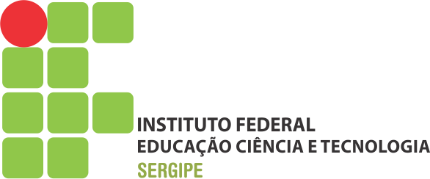 INSTITUTO FEDERAL
EDUCAÇÃO CIÊNCIA E TECNOLOGIA
SERGIPE